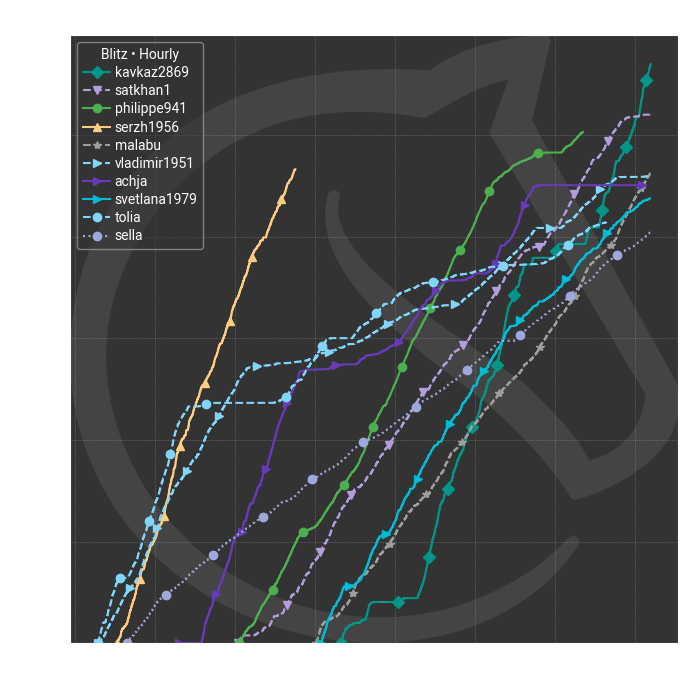 Blitz • Hourly
kavkaz2869
satkhan1
philippe941
serzh1956
malabu
vladimir1951
achja
svetlana1979
tolia
sella